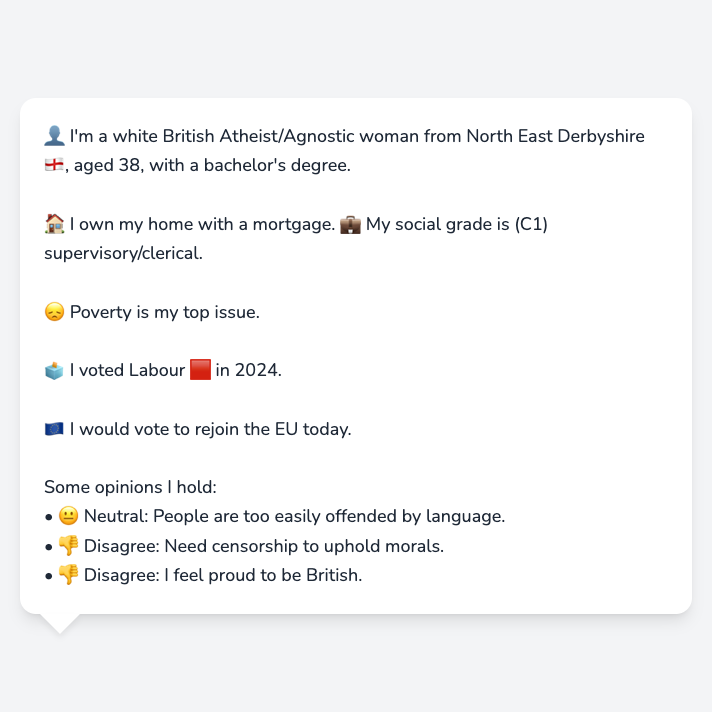 👤 I'm a white British Atheist/Agnostic woman from North East Derbyshire
🏴󠁧󠁢󠁥󠁮󠁧󠁿, aged 38, with a bachelor's degree.
🏠 I own my home with a mortgage. 💼 My social grade is (C1)
supervisory/clerical.
😞 Poverty is my top issue.
🗳️ I voted Labour 🟥 in 2024.
🇪🇺 I would vote to rejoin the EU today.
Some opinions I hold:
• 😐 Neutral: People are too easily offended by language.
• 👎 Disagree: Need censorship to uphold morals.
• 👎 Disagree: I feel proud to be British.